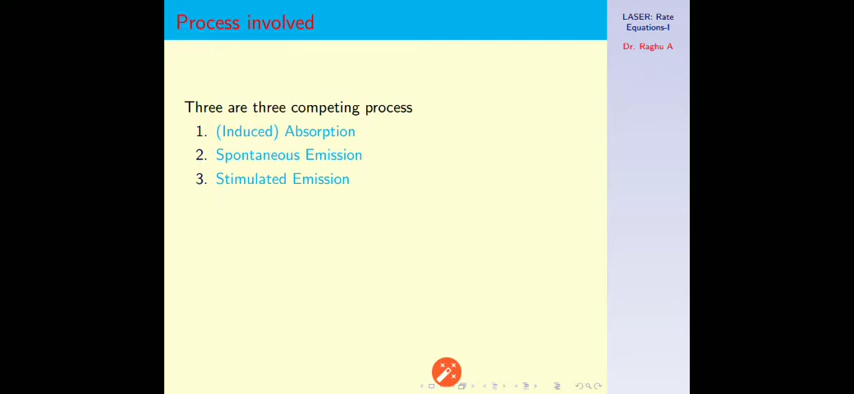 Process involved
LASER: Rate
Equations-I
Dr. Raghu A
Three are three competing process
1. (Induced) Absorption
2. Spontaneous Emission
3. Stimulated Emission